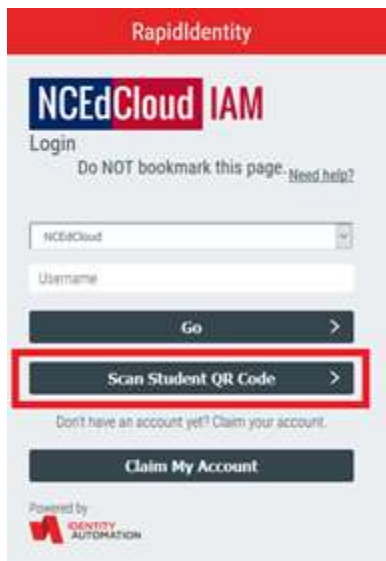 RapidIdentity
NCEdCloud IAM
Login
Do NOT bookmark this page. Need help?
NCEdCloud
Username
Go
Scan Student QR Code
Don't have an account yet? Claim your account.
Claim My Account
Powered by
IDENTITY
AUTOMATION